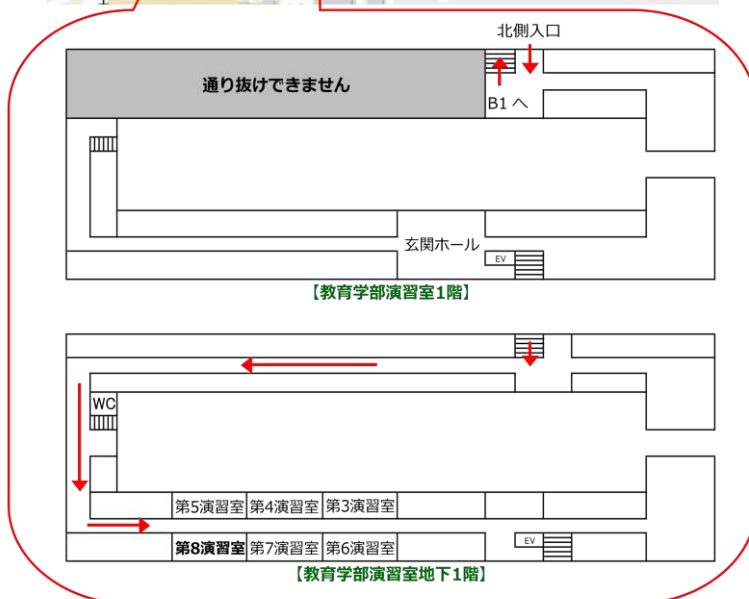 北側入口
通り抜けできません
B1 へ
玄関ホール
EV
【教育学部演習室1階】
WC
第5演習室 第4演習室 第3演習室
第8演習室 第7演習室 第6演習室
EV
【教育学部演習室地下1階】